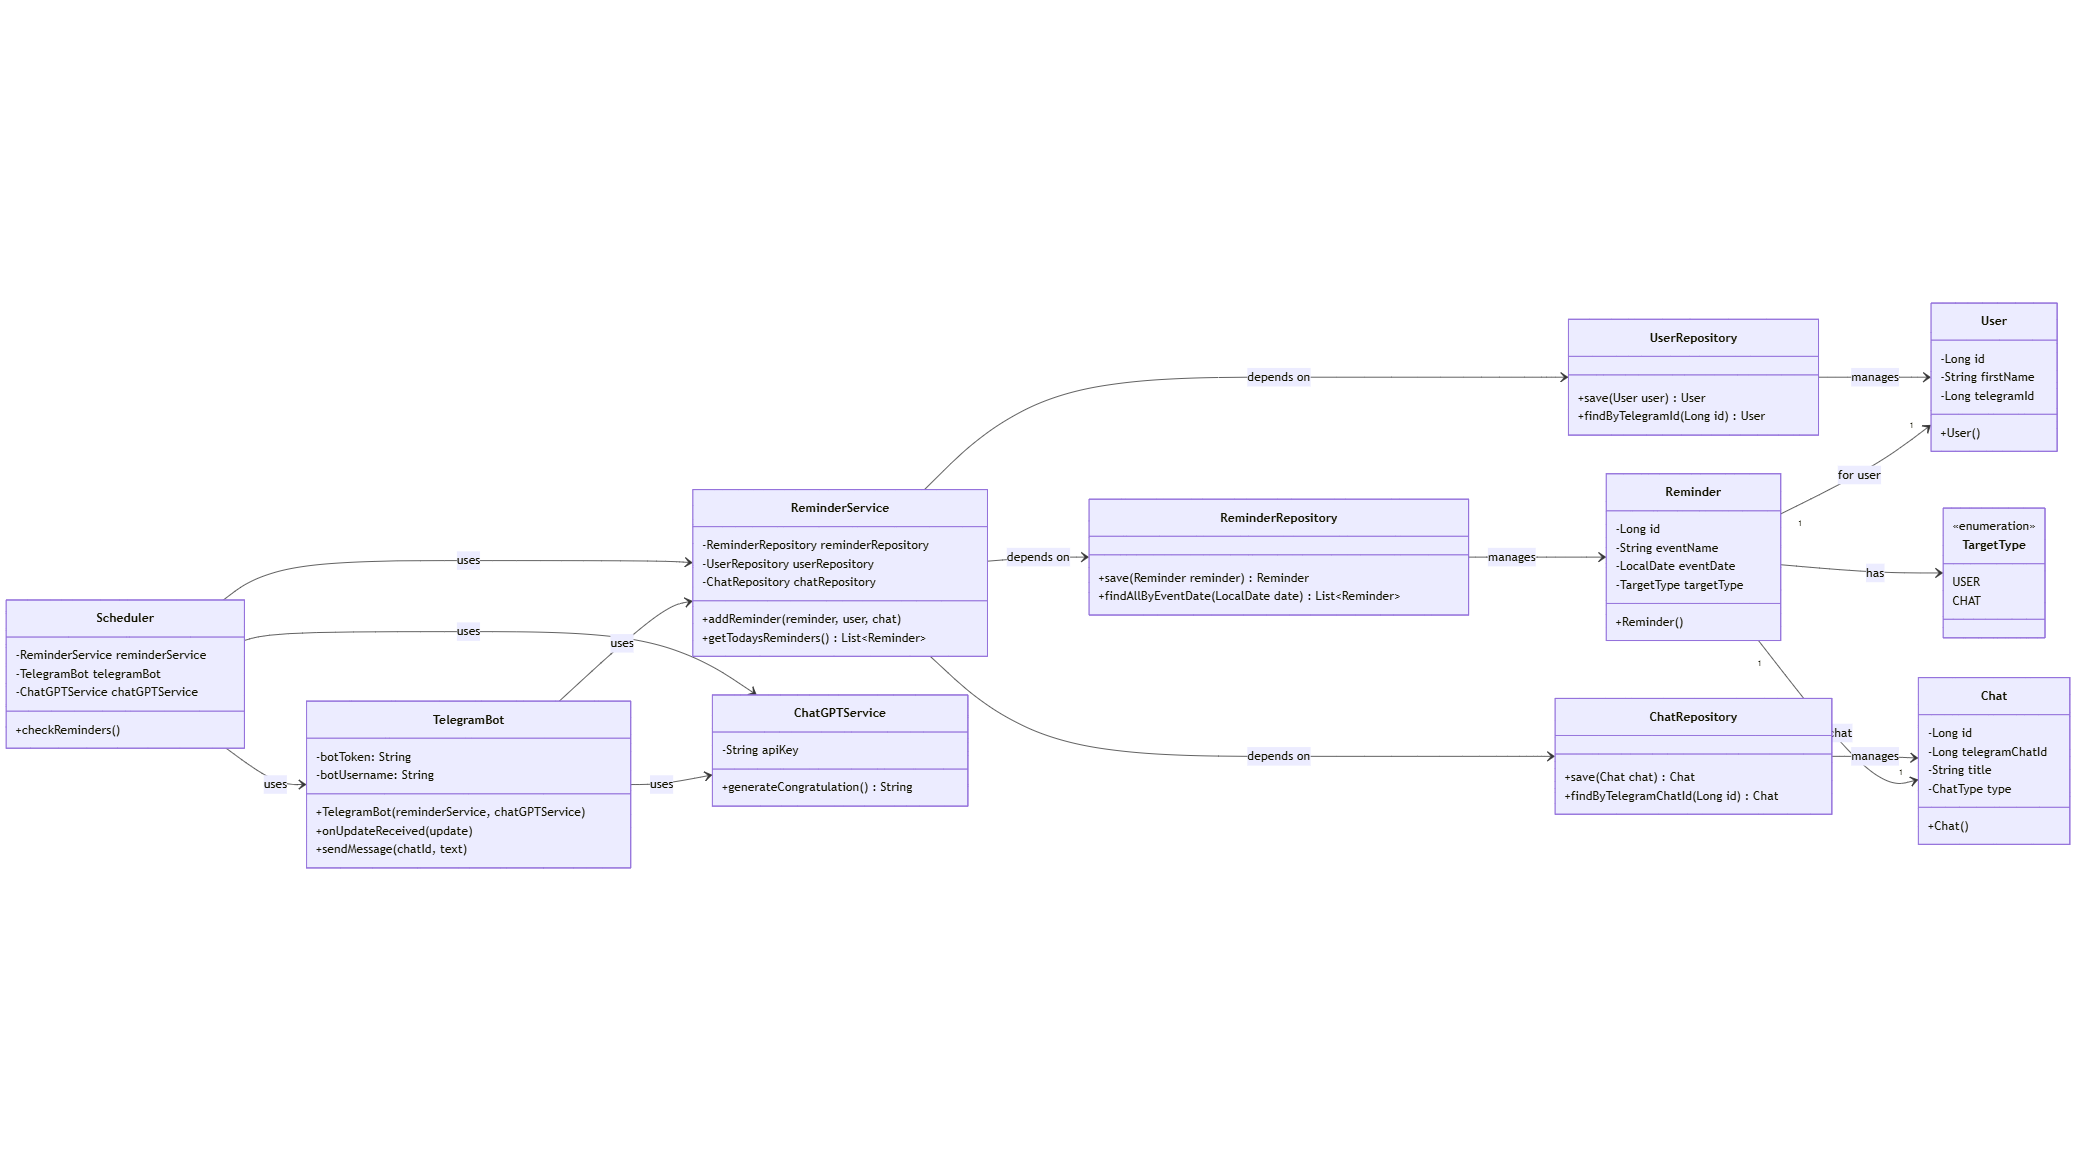 Scheduler
-ReminderService reminderService
-TelegramBot telegramBot
-ChatGPTService chatGPTService
+checkReminders()
uses
uses
uses
TelegramBot
-botToken: String
-botUsername: String
+TelegramBot(reminderService, chatGPTService)
+onUpdateReceived(update)
+sendMessage(chatId, text)
uses
uses
ReminderService
-ReminderRepository reminderRepository
-UserRepository userRepository
-ChatRepository chatRepository
+addReminder(reminder, user, chat)
+getTodaysReminders() : List<Reminder>
ChatGPTService
-String apiKey
+generateCongratulation() : String
depends on
depends on
depends on
ReminderRepository
+save(Reminder reminder) : Reminder
+findAllByEventDate(LocalDate date) : List<Reminder>
manages
UserRepository
+save(User user) : User
+findByTelegramId(Long id) : User
manages
Reminder
-Long id
-String eventName
-LocalDate eventDate
-TargetType targetType
+Reminder()
1
for user
1
has
1
chat
1
ChatRepository
+save(Chat chat) : Chat
+findByTelegramChatId(Long id) : Chat
manages
User
-Long id
-String firstName
-Long telegramId
+User()
«enumeration»
TargetType
USER
CHAT
Chat
-Long id
-Long telegramChatId
-String title
-ChatType type
+Chat()